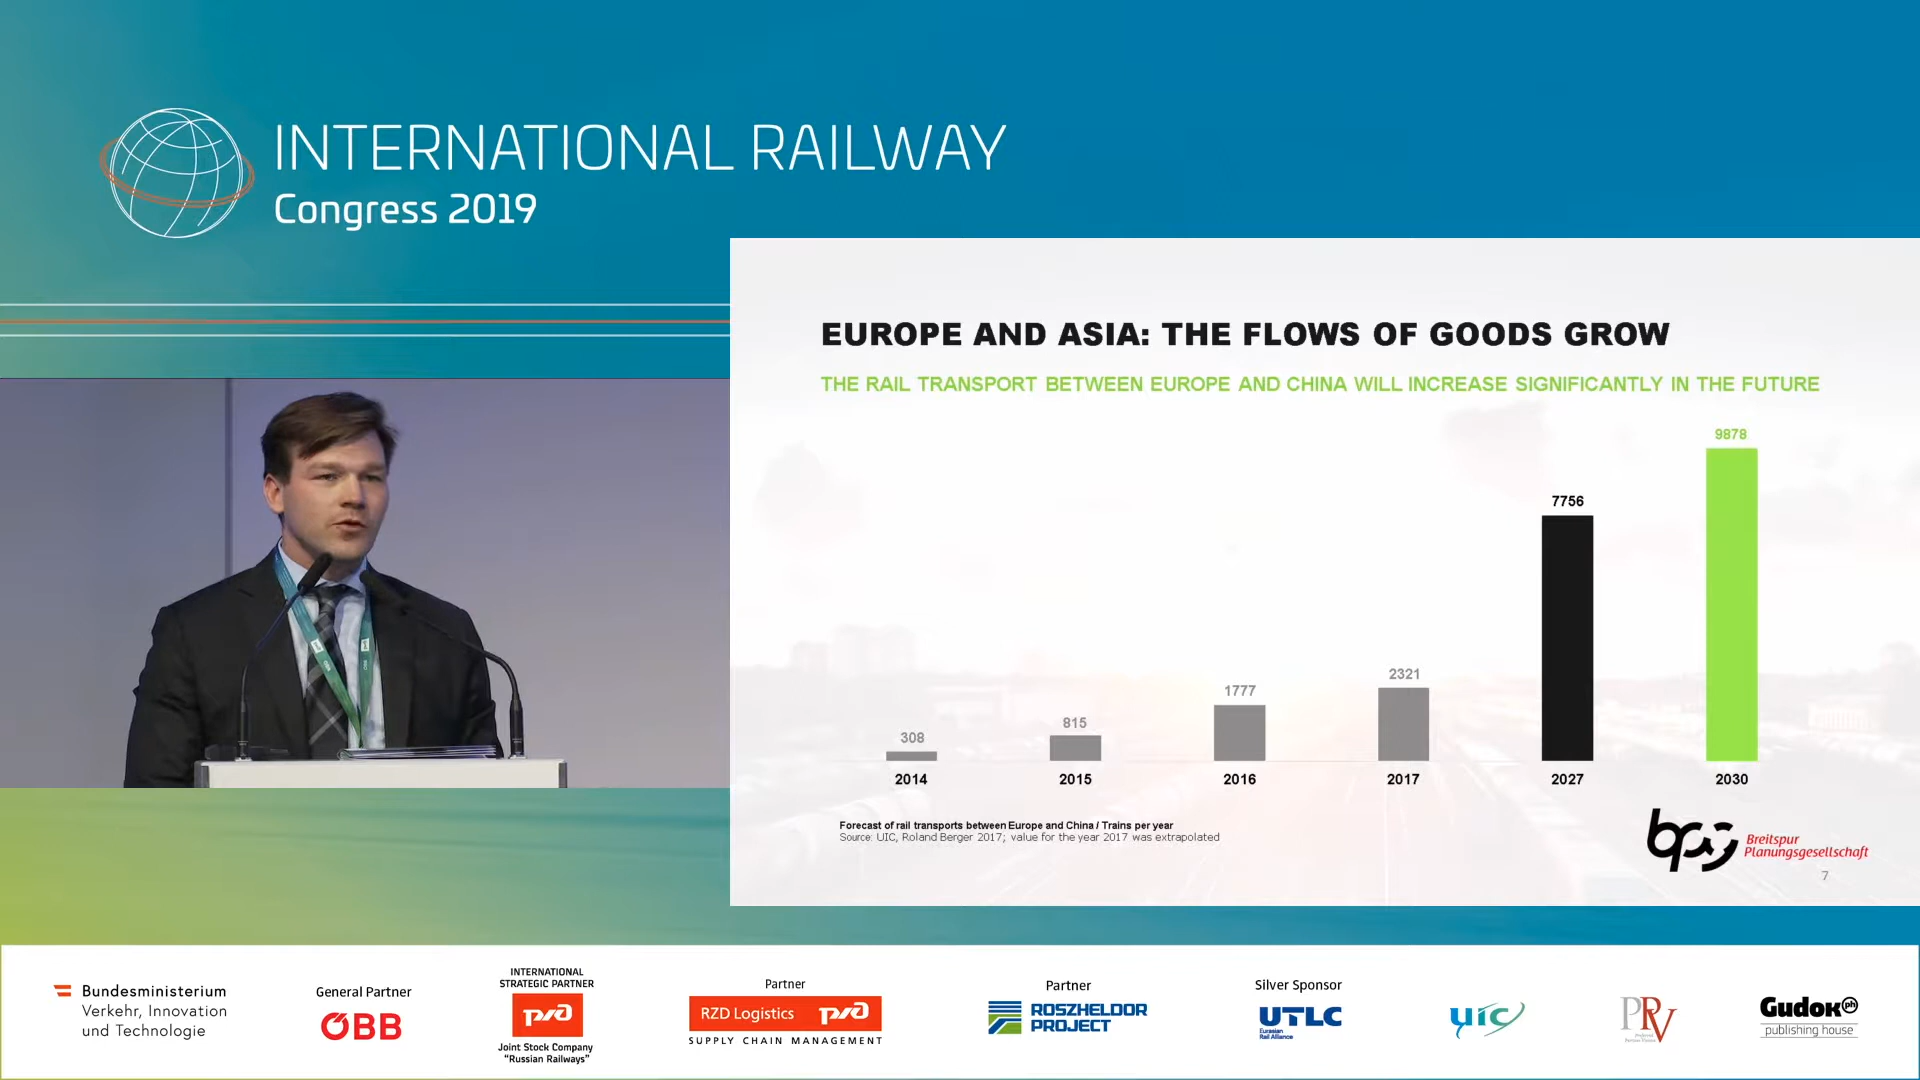 INTERNATIONAL RAILWAY
Congress 2019
EUROPE AND ASIA: THE FLOWS OF GOODS GROW
THE RAIL TRANSPORT BETWEEN EUROPE AND CHINA WILL INCREASE SIGNIFICANTLY IN THE FUTURE
308
815
1777
2321
7756
9878
2014
2015
2016
2017
2027
2030
Forecast of rail transports between Europe and China / Trains per year
Source: UIC, Roland Berger 2017; value for the year 2017 was extrapolated
Breitspur
Planungsgesellschaft
7
Bundesministerium
Verkehr, Innovation
und Technologie
General Partner
ÖBB
INTERNATIONAL
STRATEGIC PARTNER
Joint Stock Company
"Russian Railways"
Partner
RZD Logistics
SUPPLY CHAIN MANAGEMENT
Partner
ROSZHELDOR
PROJECT
Silver Sponsor
UTLC
Eurasian
Rail Alliance
uic
PRV
Gudok ph
publishing house